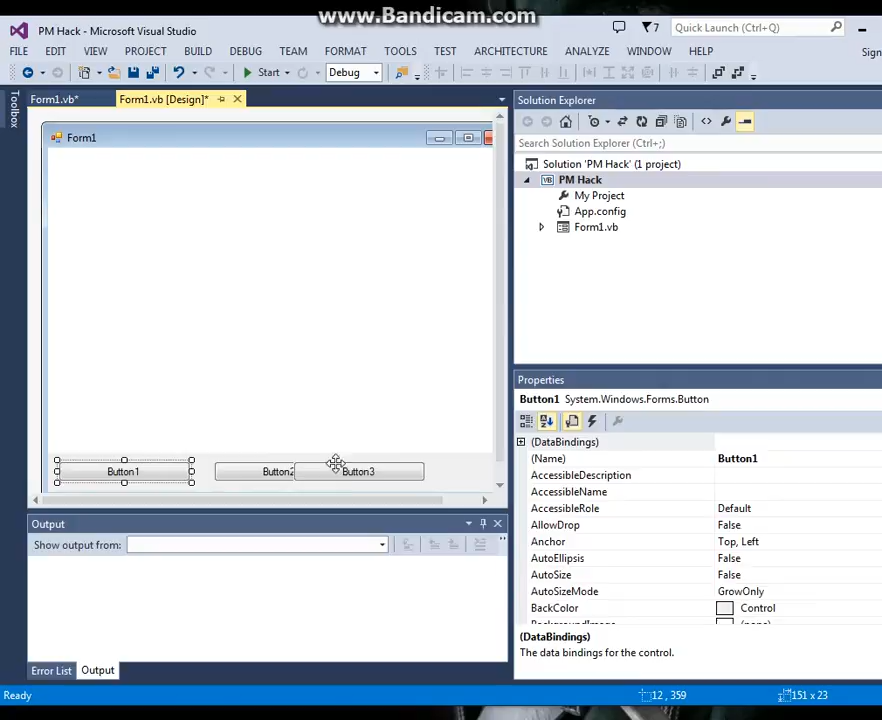 www.Bandicam.com
PM Hack - Microsoft Visual Studio
7
Quick Launch (Ctrl+Q)
FILE EDIT VIEW PROJECT BUILD DEBUG TEAM FORMAT TOOLS TEST ARCHITECTURE ANALYZE WINDOW HELP
Sign
Start
Debug
Toolbox
Form1.vb*
Form1.vb [Design]*
Form1
Button1
Button2
Button3
Output
Show output from:
Error List
Output
Solution Explorer
Search Solution Explorer (Ctrl+;)
Solution 'PM Hack' (1 project)
VB PM Hack
My Project
App.config
Form1.vb
Properties
Button1 System.Windows.Forms.Button
(DataBindings)
(Name) Button1
AccessibleDescription
AccessibleName
AccessibleRole Default
AllowDrop False
Anchor Top, Left
AutoEllipsis False
AutoSize False
AutoSizeMode GrowOnly
BackColor Control
(DataBindings)
The data bindings for the control.
Ready
12 , 359
151 x 23